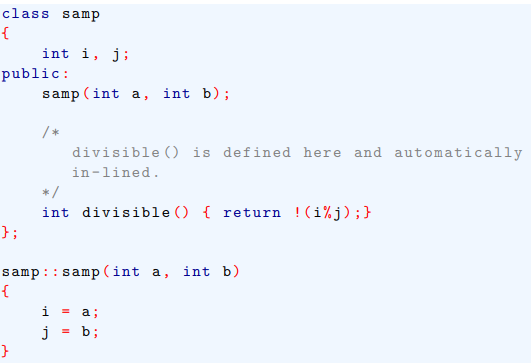 class samp
{
    int i, j;
public:
    samp(int a, int b);

    /*
       divisible() is defined here and automatically
       in-lined.
    */
    int divisible() { return !(i%j);}
};

samp::samp(int a, int b)
{
    i = a;
    j = b;
}